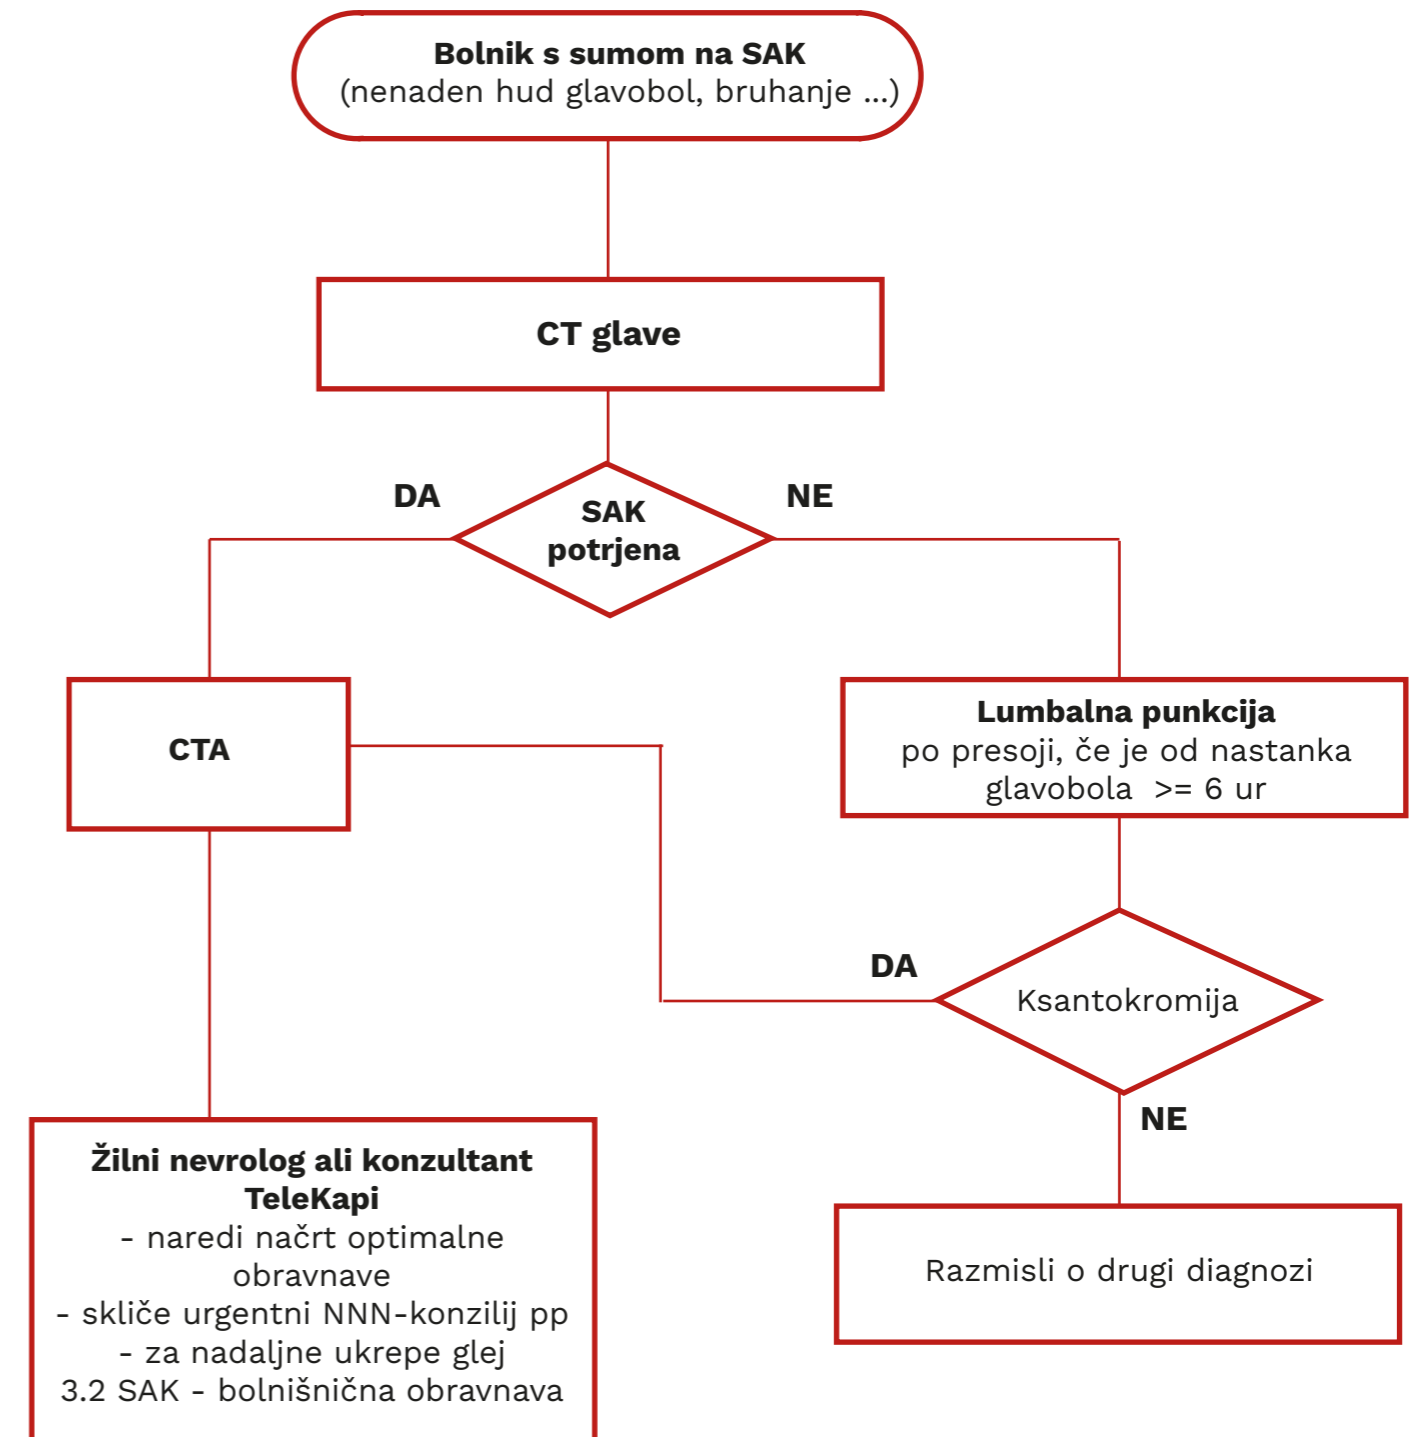 Bolnik s sumom na SAK
(nenaden hud glavobol, bruhanje ...)
CT glave
DA
NE
SAK
potrjena
CTA
Lumbalna punkcija
po presoji, če je od nastanka
glavobola >= 6 ur
DA
Ksantokromija
NE
Žilni nevrolog ali konzultant
TeleKapi
- naredi načrt optimalne
obravnave
- skliče urgentni NNN-konzilij pp
- za nadaljne ukrepe glej
3.2 SAK - bolnišnična obravnava
Razmisli o drugi diagnozi